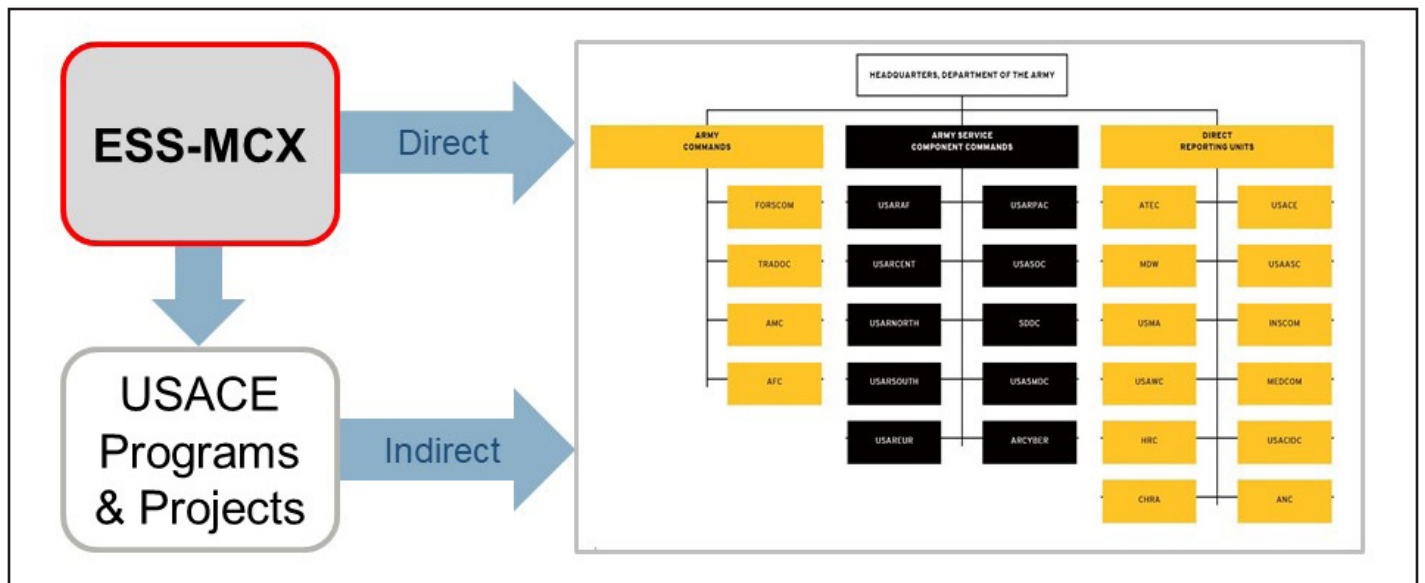 ESS-MCX
Direct
USACE
Programs
& Projects
Indirect
HEADQUARTERS, DEPARTMENT OF THE ARMY
ARMY
COMMANDS
FORSCOM
TRADOC
AMC
AFC
ARMY SERVICE
COMPONENT COMMANDS
USARAF
USARPAC
USARCENT
USASOC
USARNORTH
SDDC
USARSOUTH
USASMDC
USAREUR
ARCYBER
DIRECT
REPORTING UNITS
ATEC
USACE
MDW
USAASC
USMA
INSCOM
USAWC
MEDCOM
HRC
USACIDC
CHRA
ANC